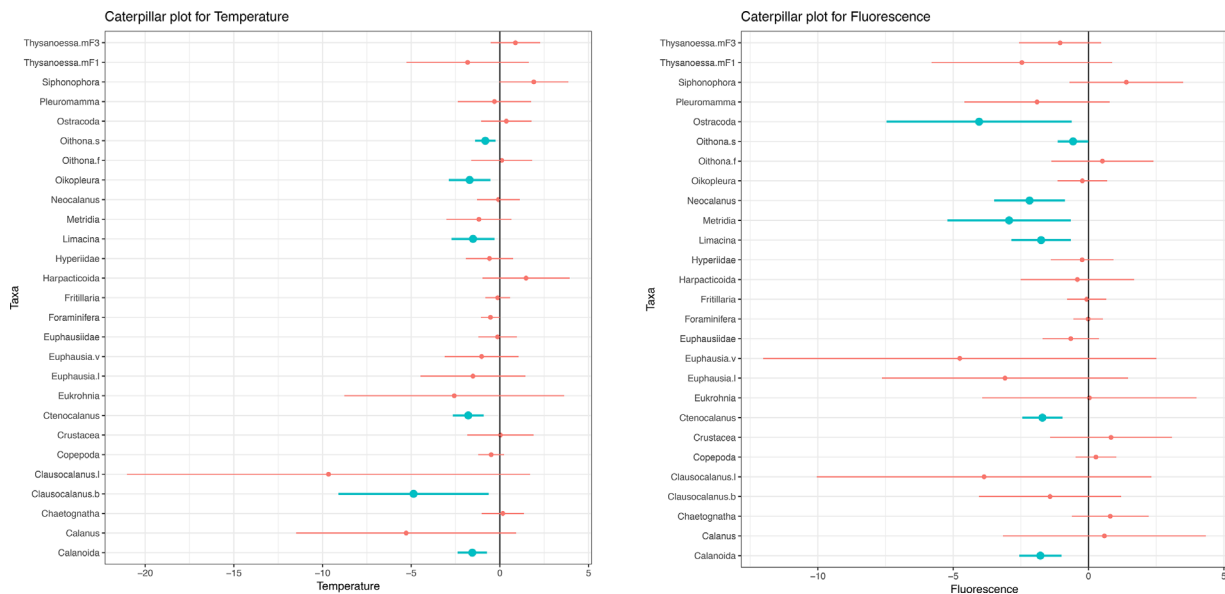 Caterpillar plot for Temperature
Thysanoessa.mF3
Thysanoessa.mF1
Siphonophora
Pleuromamma
Ostracoda
Oithona.s
Oithona.f
Oikopleura
Neocalanus
Metridia
Limacina
Hyperiidae
Harpacticoida
Fritillaria
Foraminifera
Euphausiidae
Euphausia.v
Euphausia.l
Eukrohnia
Ctenocalanus
Crustacea
Copepoda
Clausocalanus.l
Clausocalanus.b
Chaetognatha
Calanus
Calanoida
Taxa
−20 −15 −10 −5 0 5
Temperature
Caterpillar plot for Fluorescence
Thysanoessa.mF3
Thysanoessa.mF1
Siphonophora
Pleuromamma
Ostracoda
Oithona.s
Oithona.f
Oikopleura
Neocalanus
Metridia
Limacina
Hyperiidae
Harpacticoida
Fritillaria
Foraminifera
Euphausiidae
Euphausia.v
Euphausia.l
Eukrohnia
Ctenocalanus
Crustacea
Copepoda
Clausocalanus.l
Clausocalanus.b
Chaetognatha
Calanus
Calanoida
Taxa
−10 −5 0 5
Fluorescence